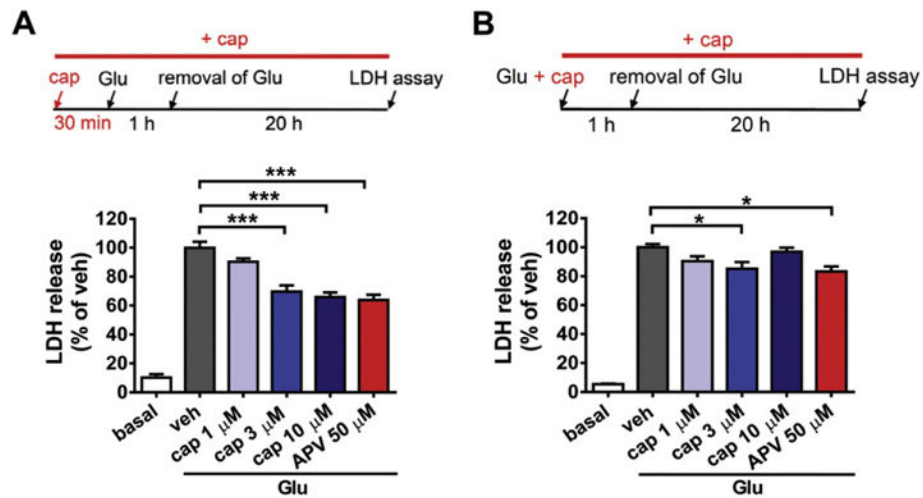 A
+ cap
cap Glu removal of Glu LDH assay
30 min 1 h 20 h
***
***
***
LDH release
(% of veh)
120
100
80
60
40
20
0
basal
veh
cap 1 μM
cap 3 μM
cap 10 μM
APV 50 μM
Glu
B
+ cap
Glu + cap removal of Glu LDH assay
1 h 20 h
*
*
LDH release
(% of veh)
120
100
80
60
40
20
0
basal
veh
cap 1 μM
cap 3 μM
cap 10 μM
APV 50 μM
Glu